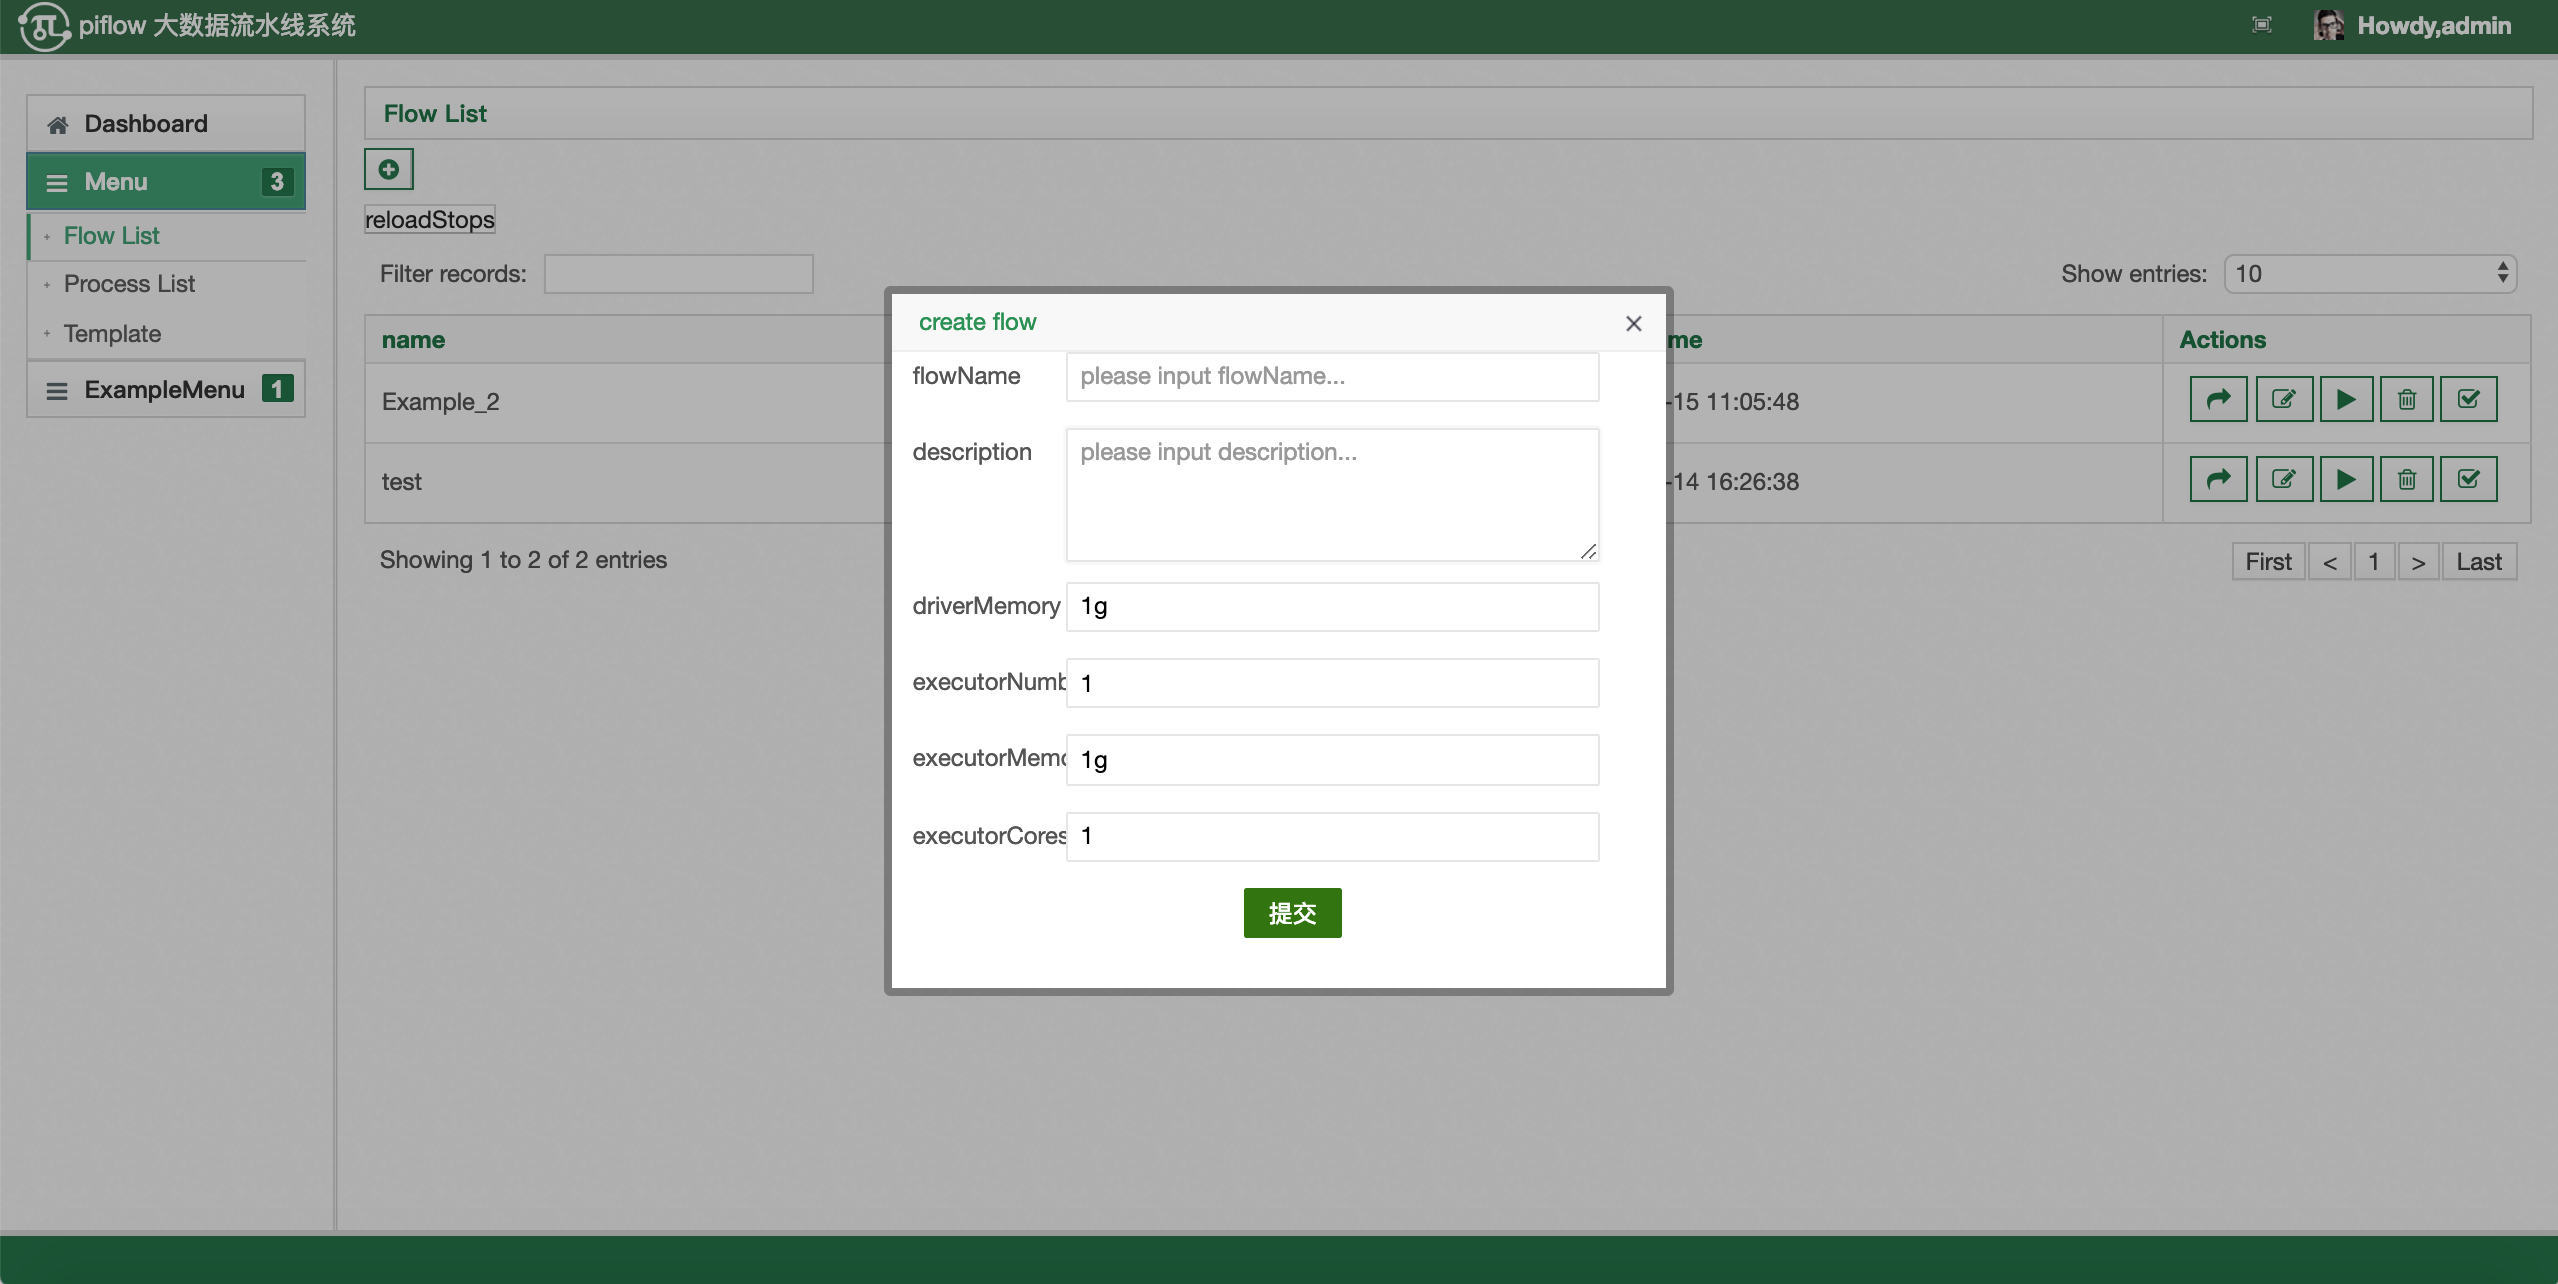 piflow 大数据流水线系统
Howdy,admin
Dashboard
Menu 3
Flow List
Process List
Template
ExampleMenu 1
Flow List
reloadStops
Filter records:
Show entries: 10
name
me
Actions
Example_2
-15 11:05:48
test
-14 16:26:38
Showing 1 to 2 of 2 entries
First < 1 > Last
create flow ×
flowName please input flowName...
description please input description...
driverMemory 1g
executorNumb 1
executorMemo 1g
executorCores 1
提交